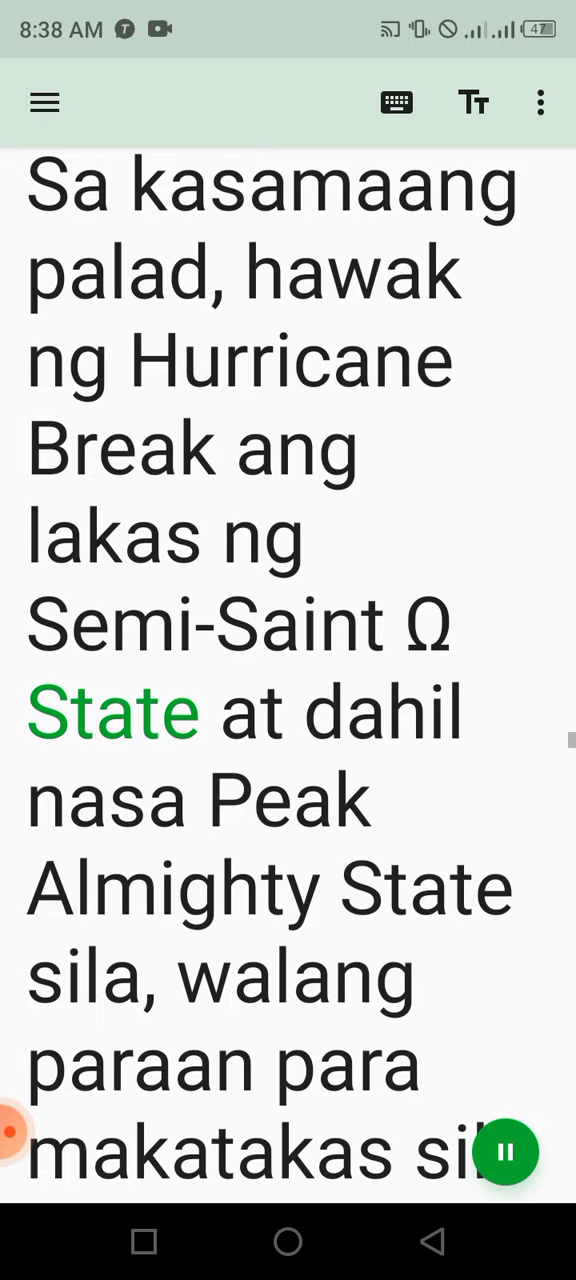 8:38 AM
47
Sa kasamaang
palad, hawak
ng Hurricane
Break ang
lakas ng
Semi-Saint Ω
State at dahil
nasa Peak
Almighty State
sila, walang
paraan para
makatakas